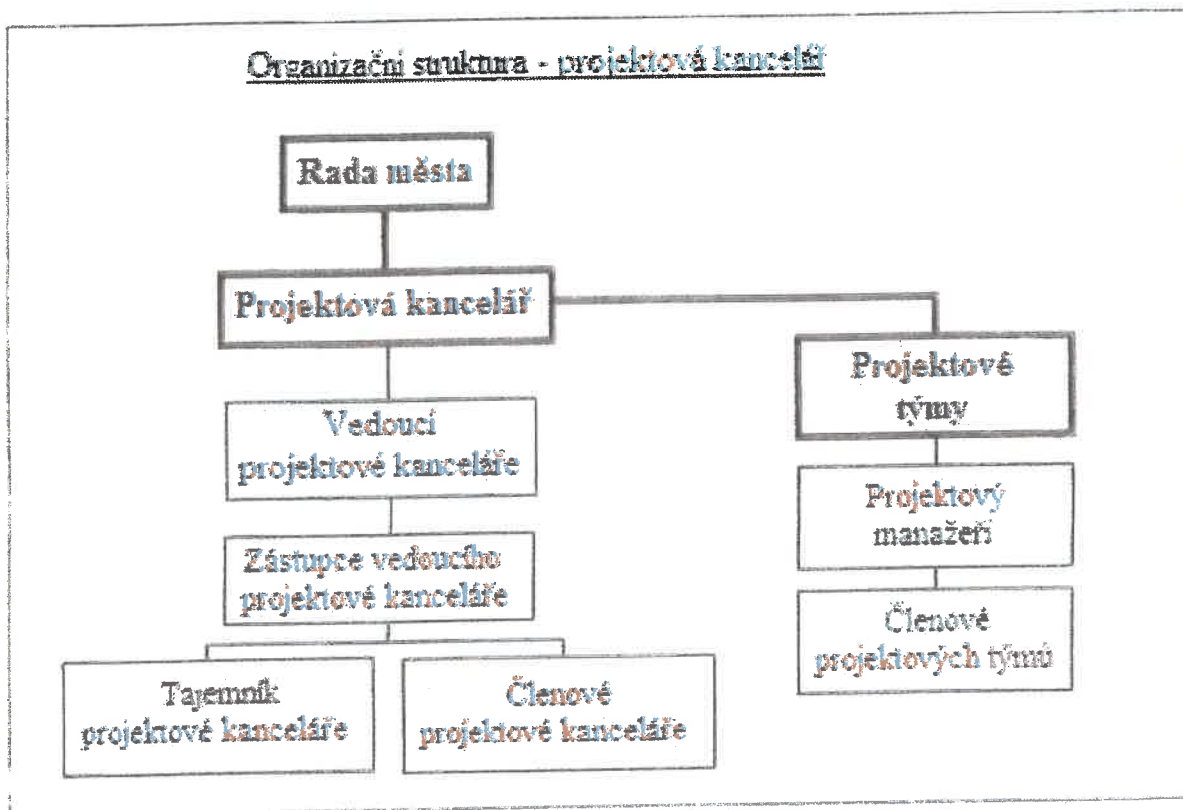 Organizační struktura - projektová kancelář
Rada města
Projektová kancelář
Projektové
týmy
Vedoucí
projektové kanceláře
Projektový
manažeři
Zástupce vedoucího
projektové kanceláře
Členové
projektových týmů
Tajemník
projektové kanceláře
Členové
projektové kanceláře